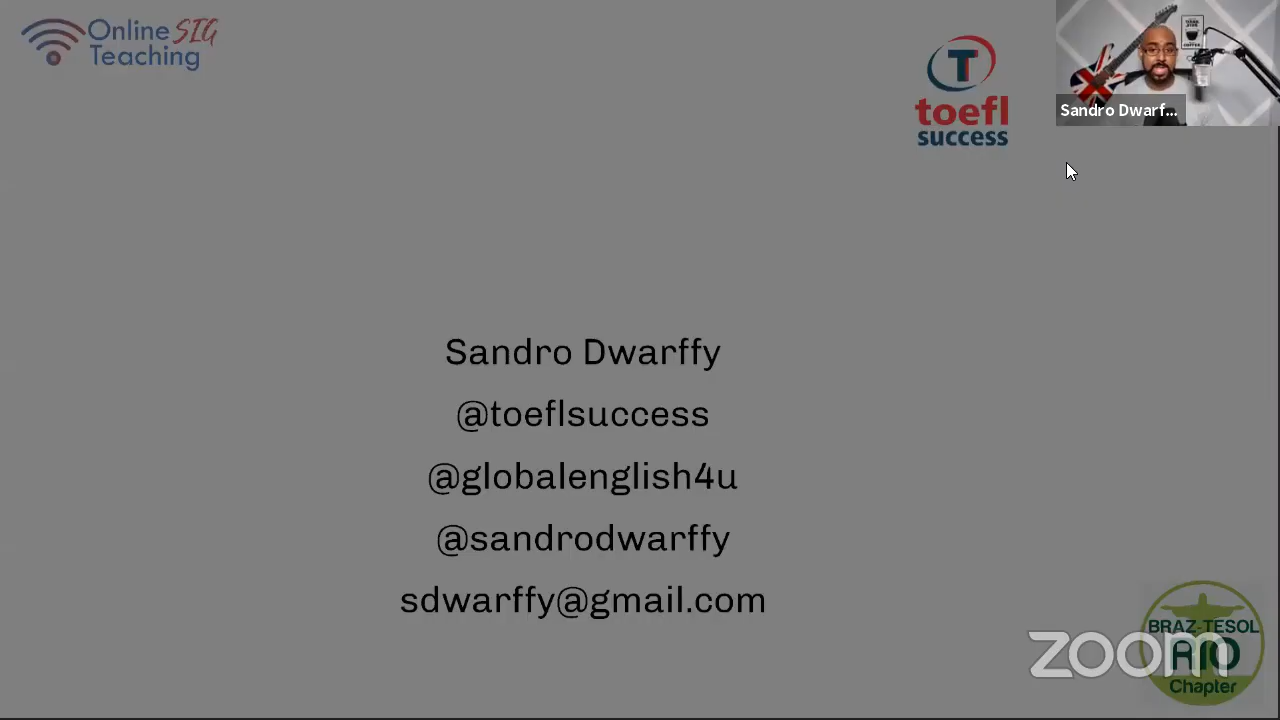 Online SIG
Teaching
T
toefl
success
Sandro Dwarf...
Sandro Dwarffy
@toeflsuccess
@globalenglish4u
@sandrodwarffy
sdwarffy@gmail.com
BRAZ-TESOL
RIO
Chapter
zoom